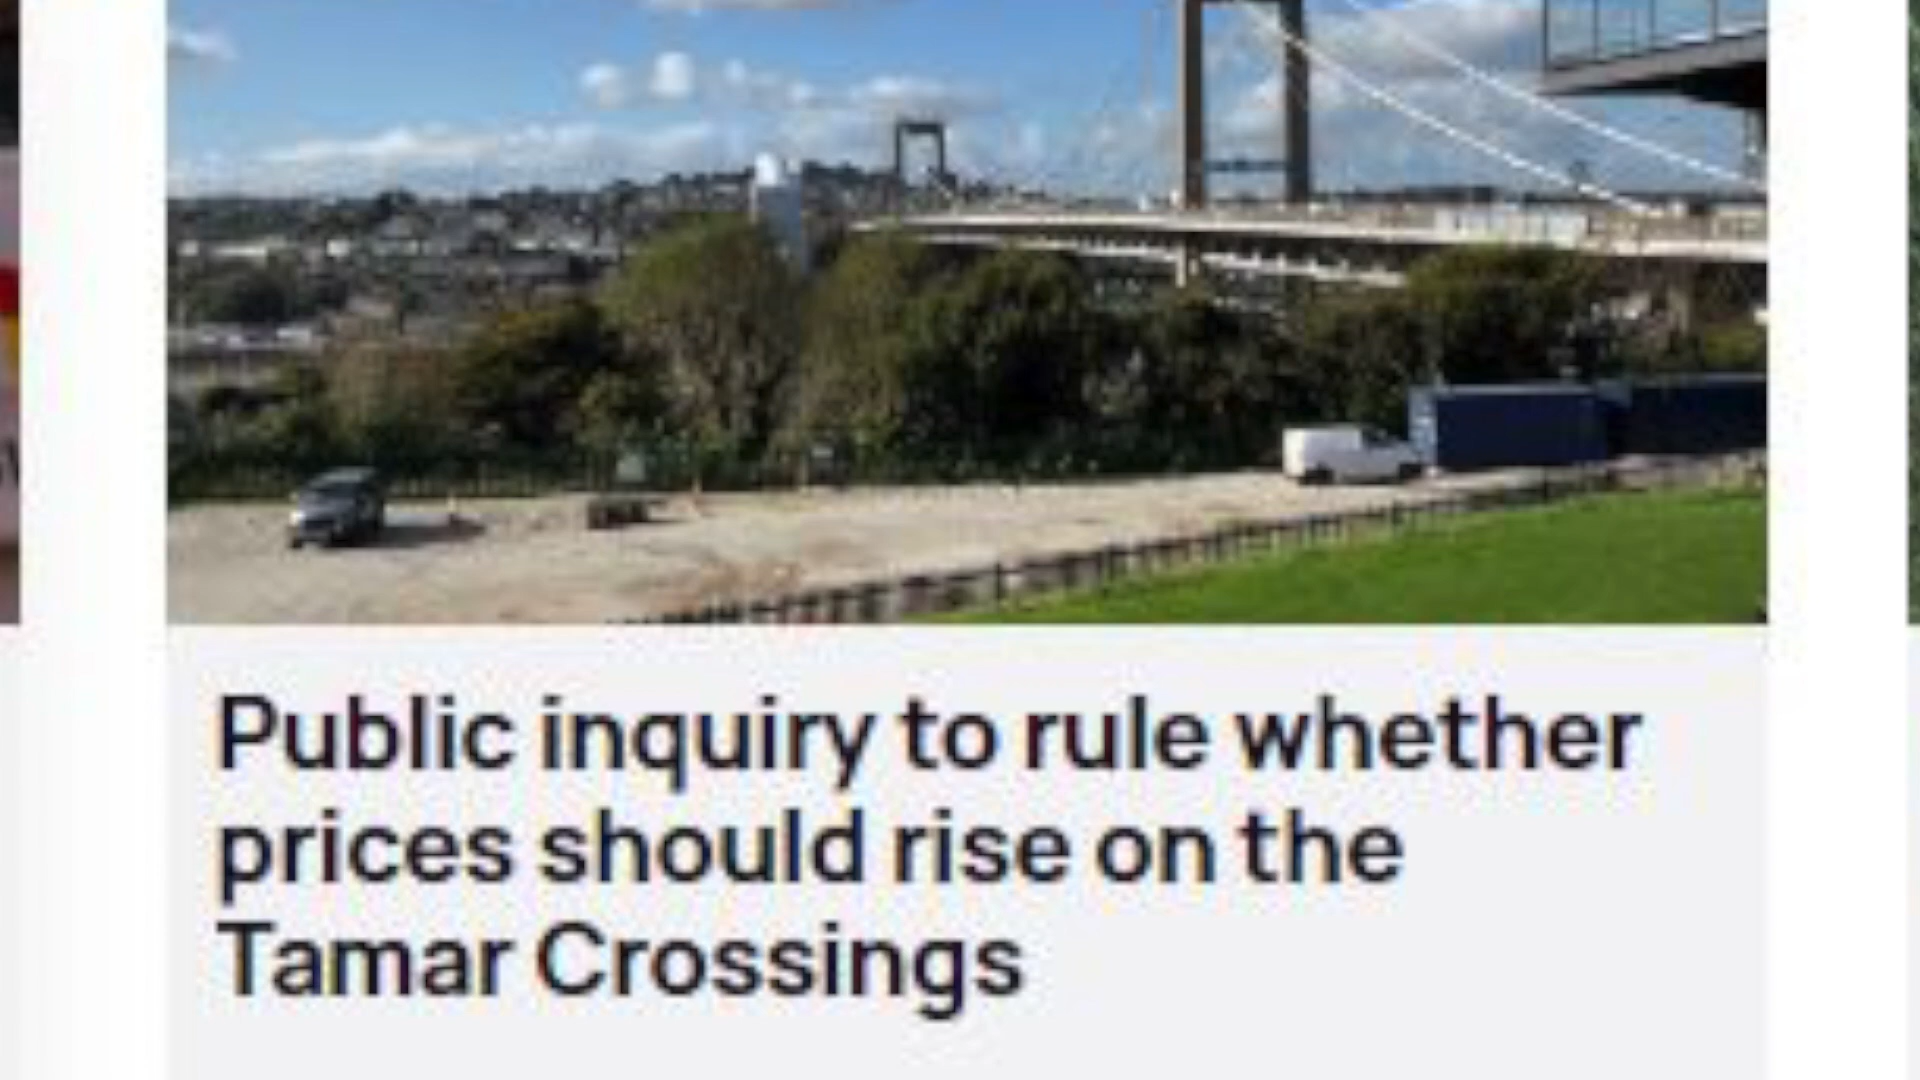 Public inquiry to rule whether
prices should rise on the
Tamar Crossings